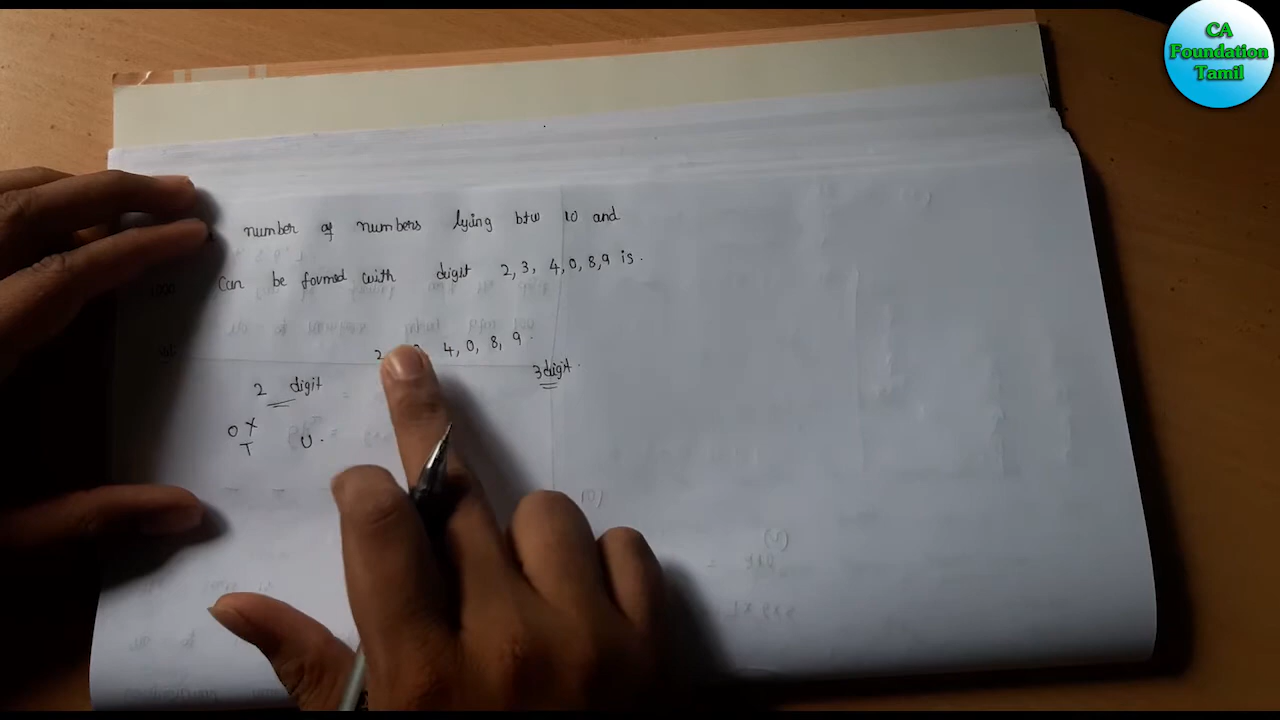 CA
Foundation
Tamil
number of numbers lying btw 10 and
can be formed with digit 2, 3, 4, 0, 8, 9 is.
2, 4, 0, 8, 9.
2 digit
3 digit.
0 X
T U.